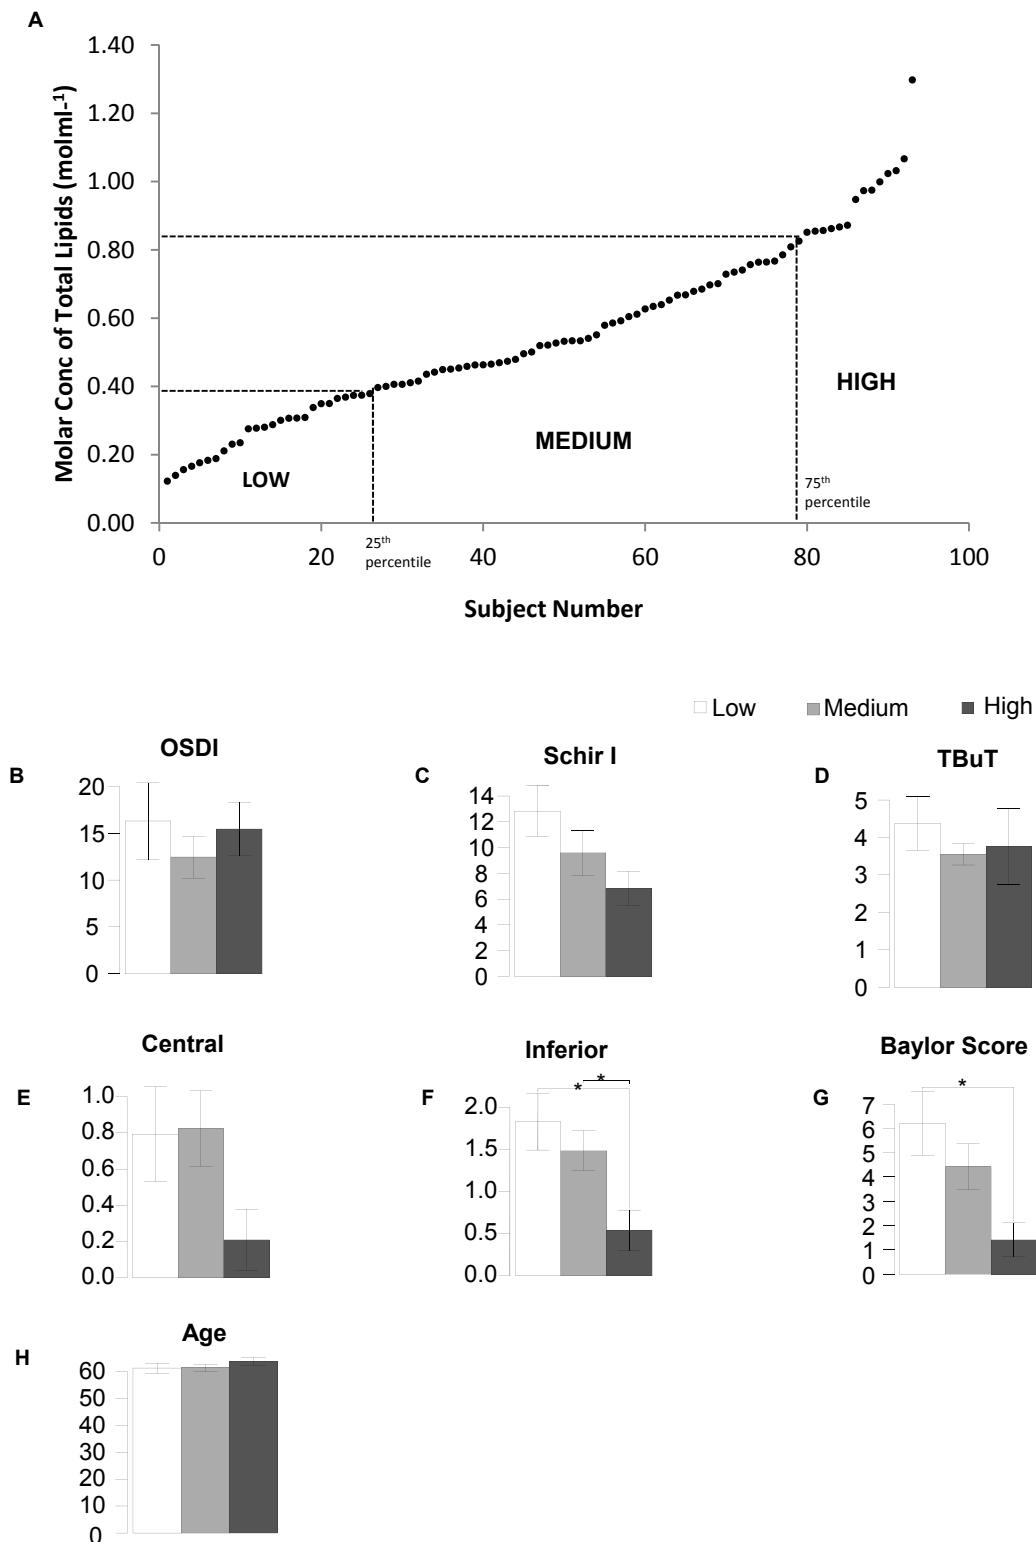 A
Molar Conc of Total Lipids (molml-1)
1.40
1.20
1.00
0.80
0.60
0.40
0.20
0.00
LOW
MEDIUM
HIGH
25th
percentile
75th
percentile
0
20
40
60
80
100
Subject Number
Low
Medium
High
B
OSDI
20
15
10
5
0
C
Schir I
14
12
10
8
6
4
2
0
D
TBuT
5
4
3
2
1
0
E
Central
1.0
0.8
0.6
0.4
0.2
0.0
F
Inferior
2.0
1.5
1.0
0.5
0.0
*
*
G
Baylor Score
7
6
5
4
3
2
1
0
*
H
Age
60
50
40
30
20
10
0